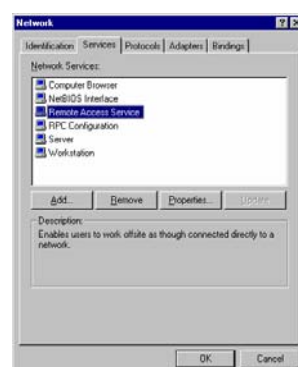 Network
Identification Services Protocols Adapters Bindings
Network Services:
Computer Browser
NetBIOS Interface
Remote Access Service
RPC Configuration
Server
Workstation
Add... Remove Properties... Update
Description:
Enables users to work offsite as though connected directly to a
network.
OK Cancel